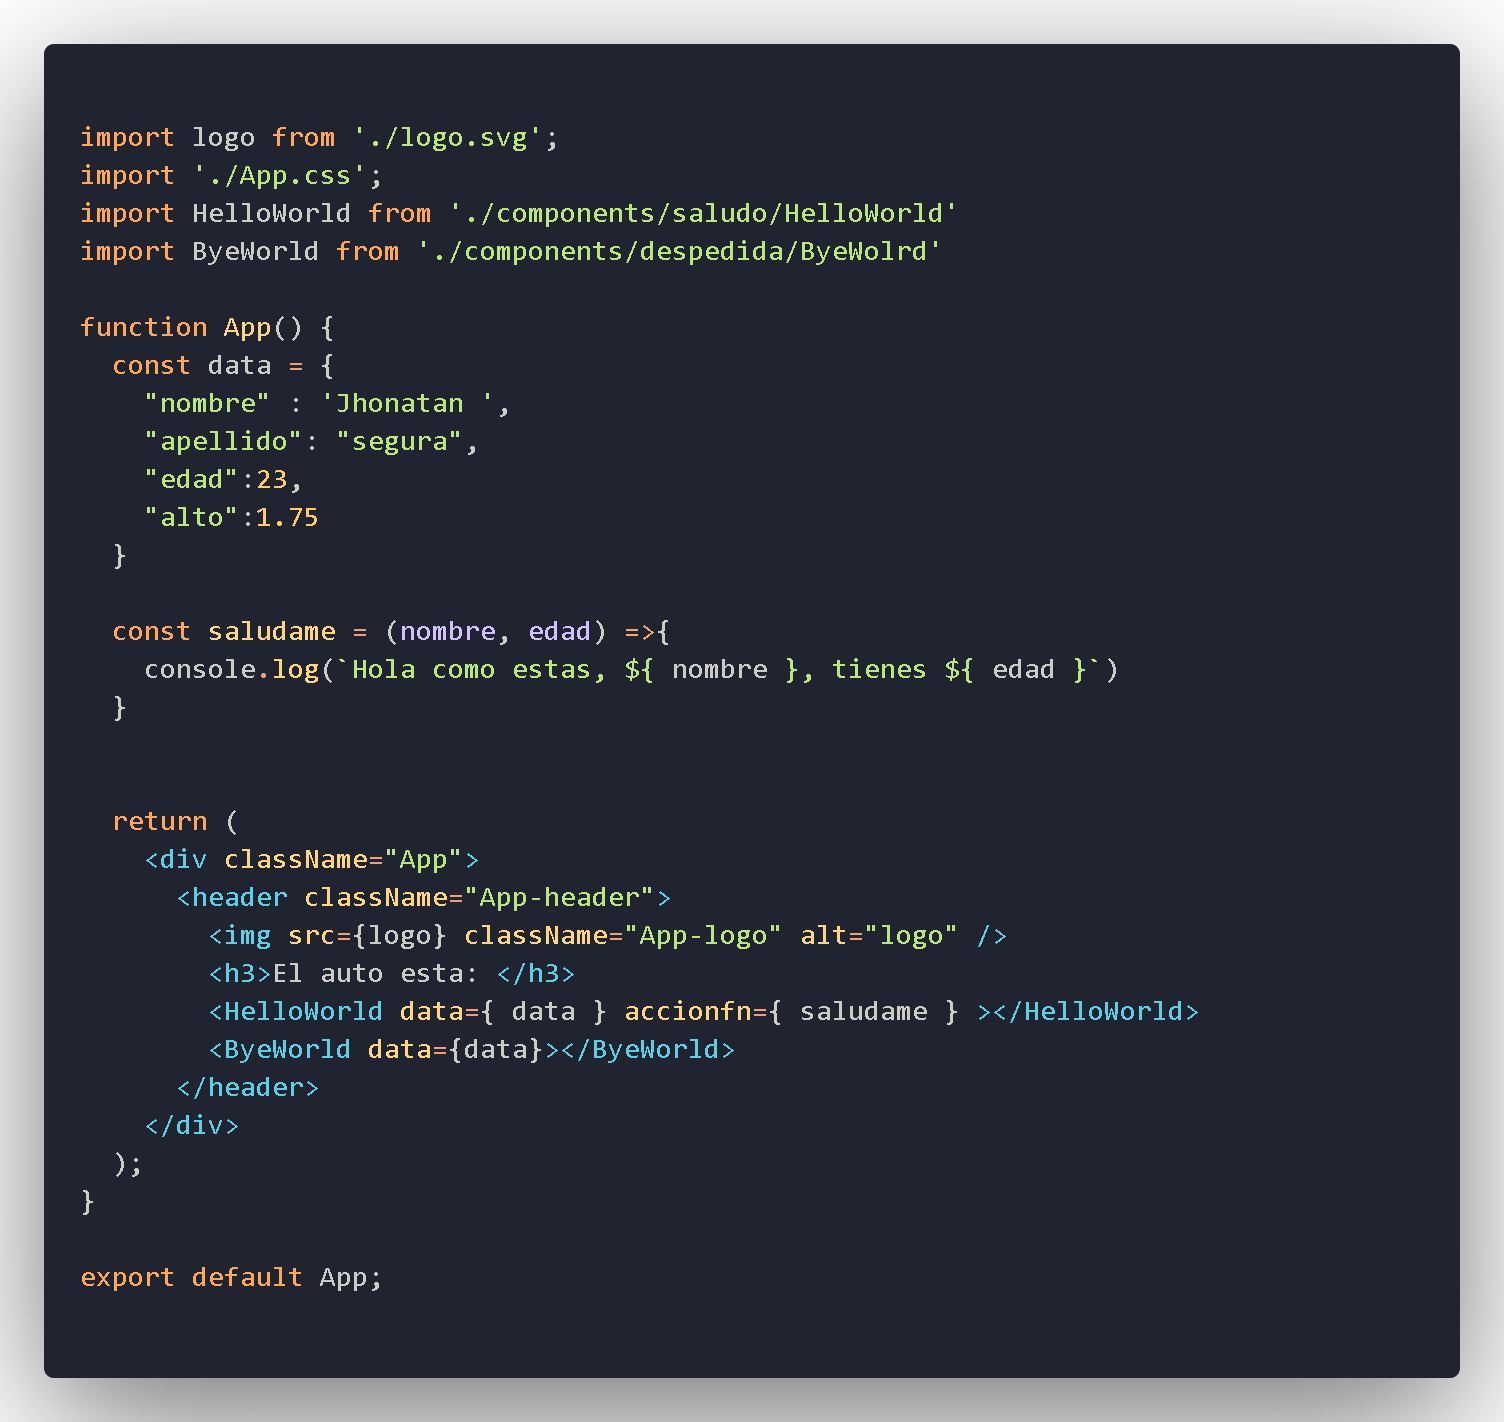 import logo from './logo.svg';
import './App.css';
import HelloWorld from './components/saludo/HelloWorld'
import ByeWorld from './components/despedida/ByeWolrd'

function App() {
  const data = {
    "nombre" : 'Jhonatan ',
    "apellido": "segura",
    "edad":23,
    "alto":1.75
  }

  const saludame = (nombre, edad) =>{
    console.log(`Hola como estas, ${ nombre }, tienes ${ edad }`)
  }


  return (
    <div className="App">
      <header className="App-header">
        <img src={logo} className="App-logo" alt="logo" />
        <h3>El auto esta: </h3>
        <HelloWorld data={ data } accionfn={ saludame } ></HelloWorld>
        <ByeWorld data={data}></ByeWorld>
      </header>
    </div>
  );
}

export default App;